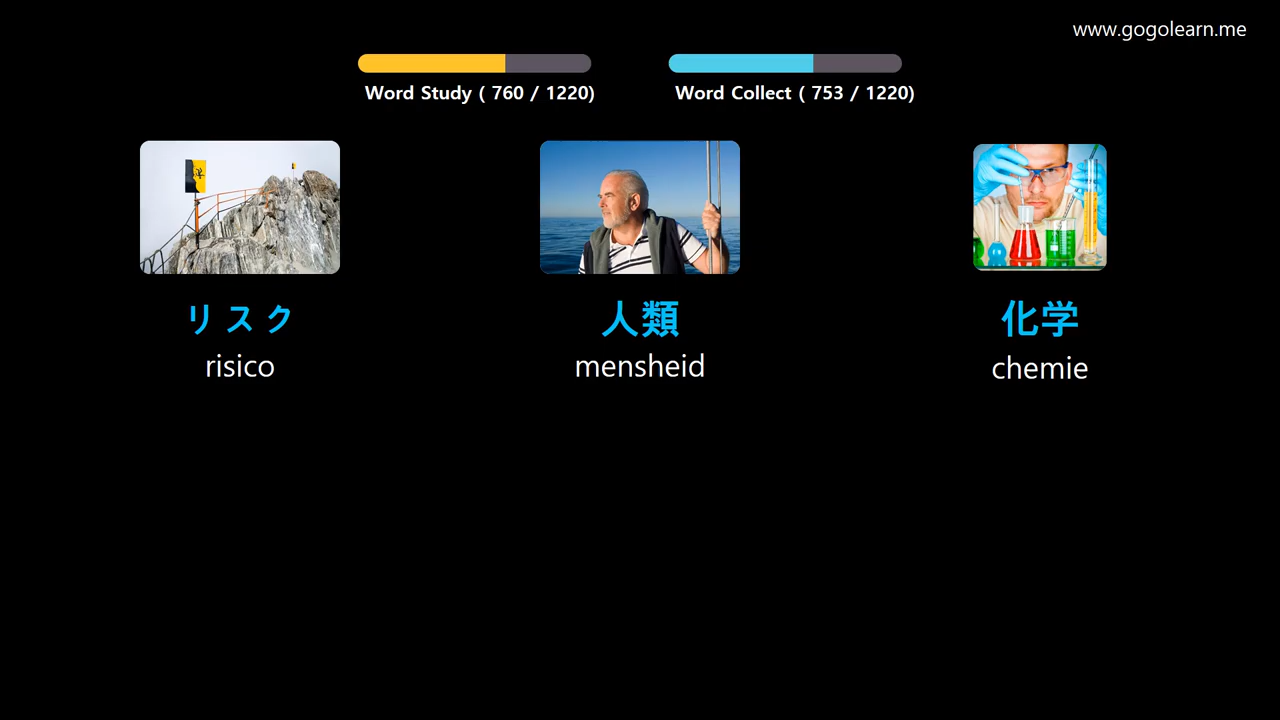 www.gogolearn.me
Word Study ( 760 / 1220)
Word Collect ( 753 / 1220)
リスク
人類
化学
risico
mensheid
chemie